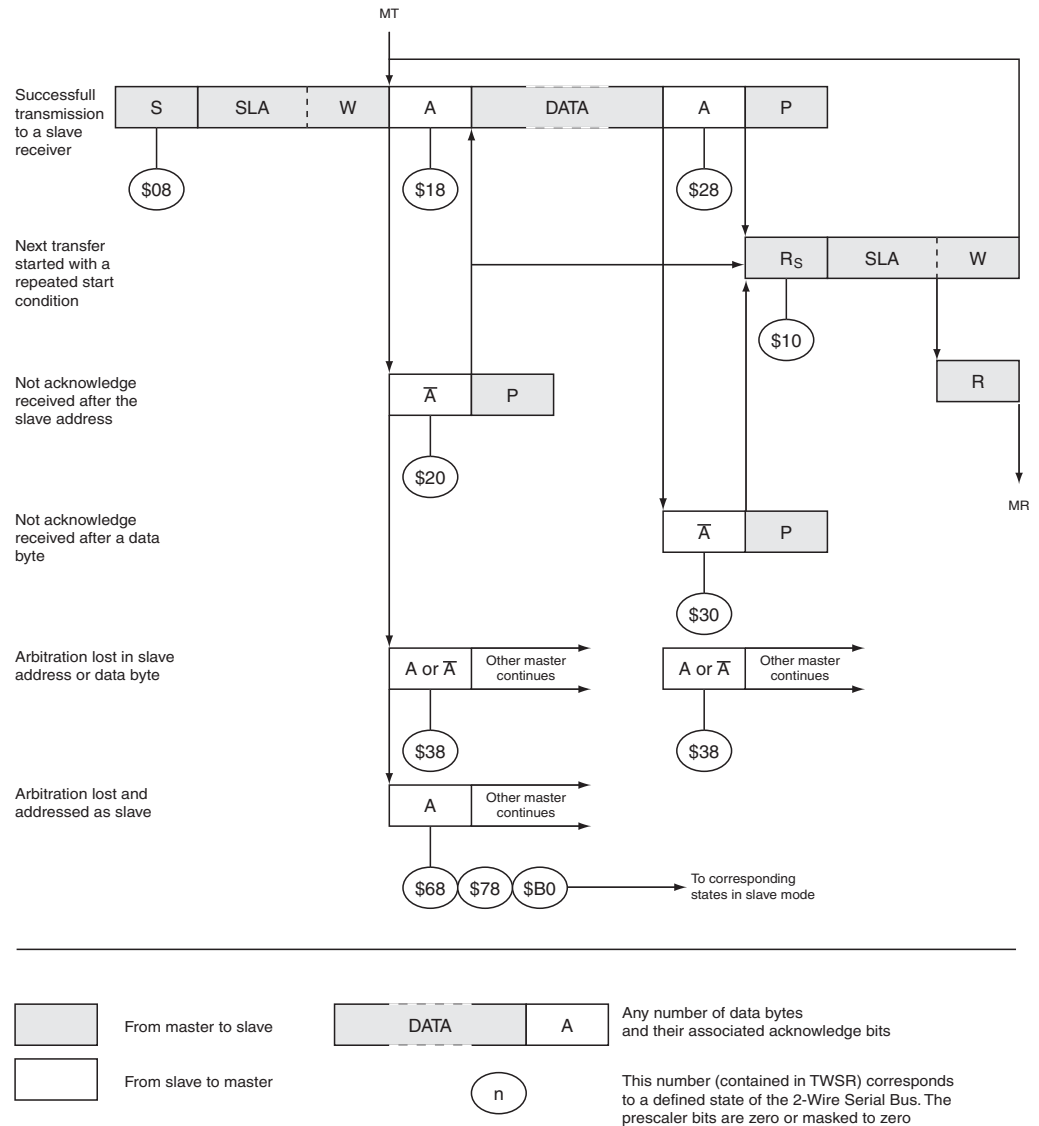 MT
Successfull
transmission
to a slave
receiver
S SLA W A DATA A P
$08 $18 $28
Next transfer
started with a
repeated start
condition
RS SLA W
$10
Not acknowledge
received after the
slave address
A̅ P
R
$20
MR
Not acknowledge
received after a data
byte
A̅ P
$30
Arbitration lost in slave
address or data byte
A or A̅ Other master
continues
A or A̅ Other master
continues
$38 $38
Arbitration lost and
addressed as slave
A Other master
continues
$68 $78 $B0
To corresponding
states in slave mode
From master to slave
DATA A
Any number of data bytes
and their associated acknowledge bits
From slave to master
n
This number (contained in TWSR) corresponds
to a defined state of the 2-Wire Serial Bus. The
prescaler bits are zero or masked to zero